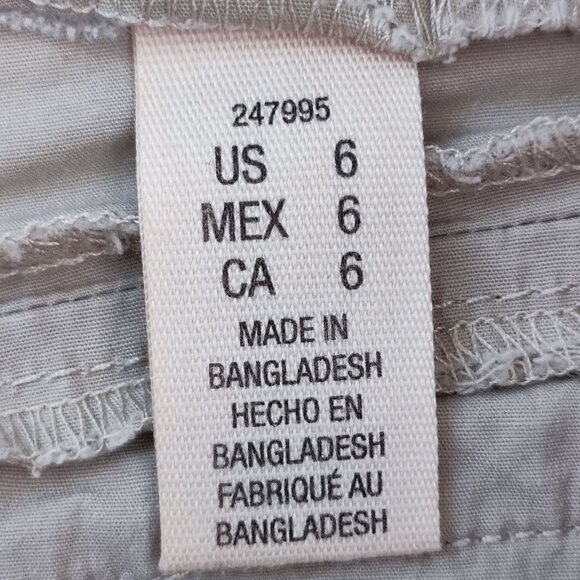 247995
US 6
MEX 6
CA 6
MADE IN
BANGLADESH
HECHO EN
BANGLADESH
FABRIQUÉ AU
BANGLADESH